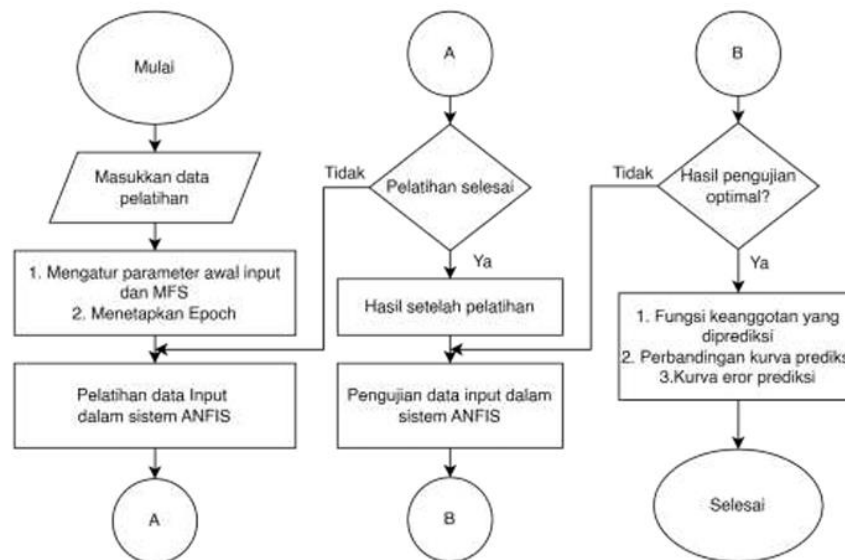 Mulai
Masukkan data
pelatihan
1. Mengatur parameter awal input
dan MFS
2. Menetapkan Epoch
Pelatihan data Input
dalam sistem ANFIS
A
A
Tidak
Pelatihan selesai
Ya
Hasil setelah pelatihan
Pengujian data input dalam
sistem ANFIS
B
B
Tidak
Hasil pengujian
optimal?
Ya
1. Fungsi keanggotan yang
diprediksi
2. Perbandingan kurva prediks
3.Kurva eror prediksi
Selesai